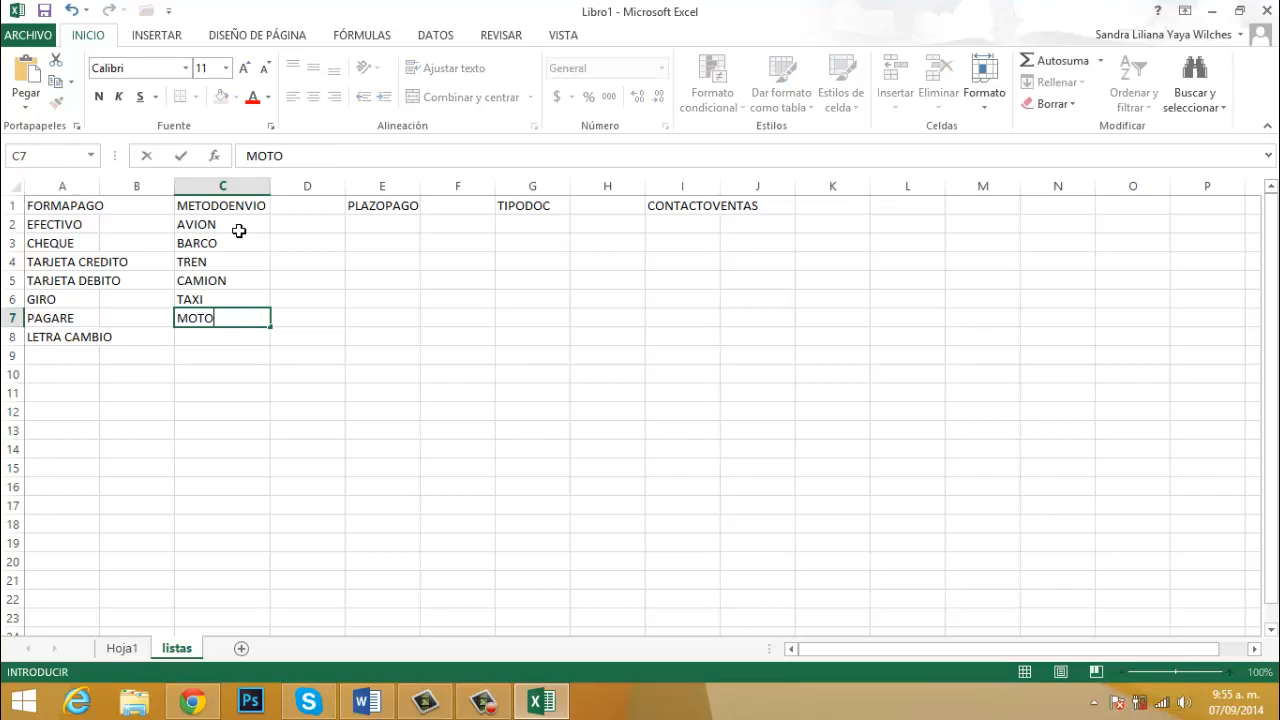 Libro1 - Microsoft Excel
ARCHIVO INICIO INSERTAR DISEÑO DE PÁGINA FÓRMULAS DATOS REVISAR VISTA Sandra Liliana Yaya Wilches
Pegar
Calibri 11
N K S
Ajustar texto
Combinar y centrar
General
$ % 000
Formato condicional
Dar formato como tabla
Estilos de celda
Insertar
Eliminar
Formato
Autosuma
Rellenar
Borrar
Ordenar y filtrar
Buscar y seleccionar
Portapapeles Fuente Alineación Número Estilos Celdas Modificar
C7 fx MOTO
A B C D E F G H I J K L M N O P
1 FORMAPAGO METODOENVIO PLAZOPAGO TIPODOC CONTACTOVENTAS
2 EFECTIVO AVION
3 CHEQUE BARCO
4 TARJETA CREDITO TREN
5 TARJETA DEBITO CAMION
6 GIRO TAXI
7 PAGARE MOTO
8 LETRA CAMBIO
9
10
11
12
13
14
15
16
17
18
19
20
21
22
23
24
Hoja1 listas
INTRODUCIR 100%
9:55 a. m.
07/09/2014